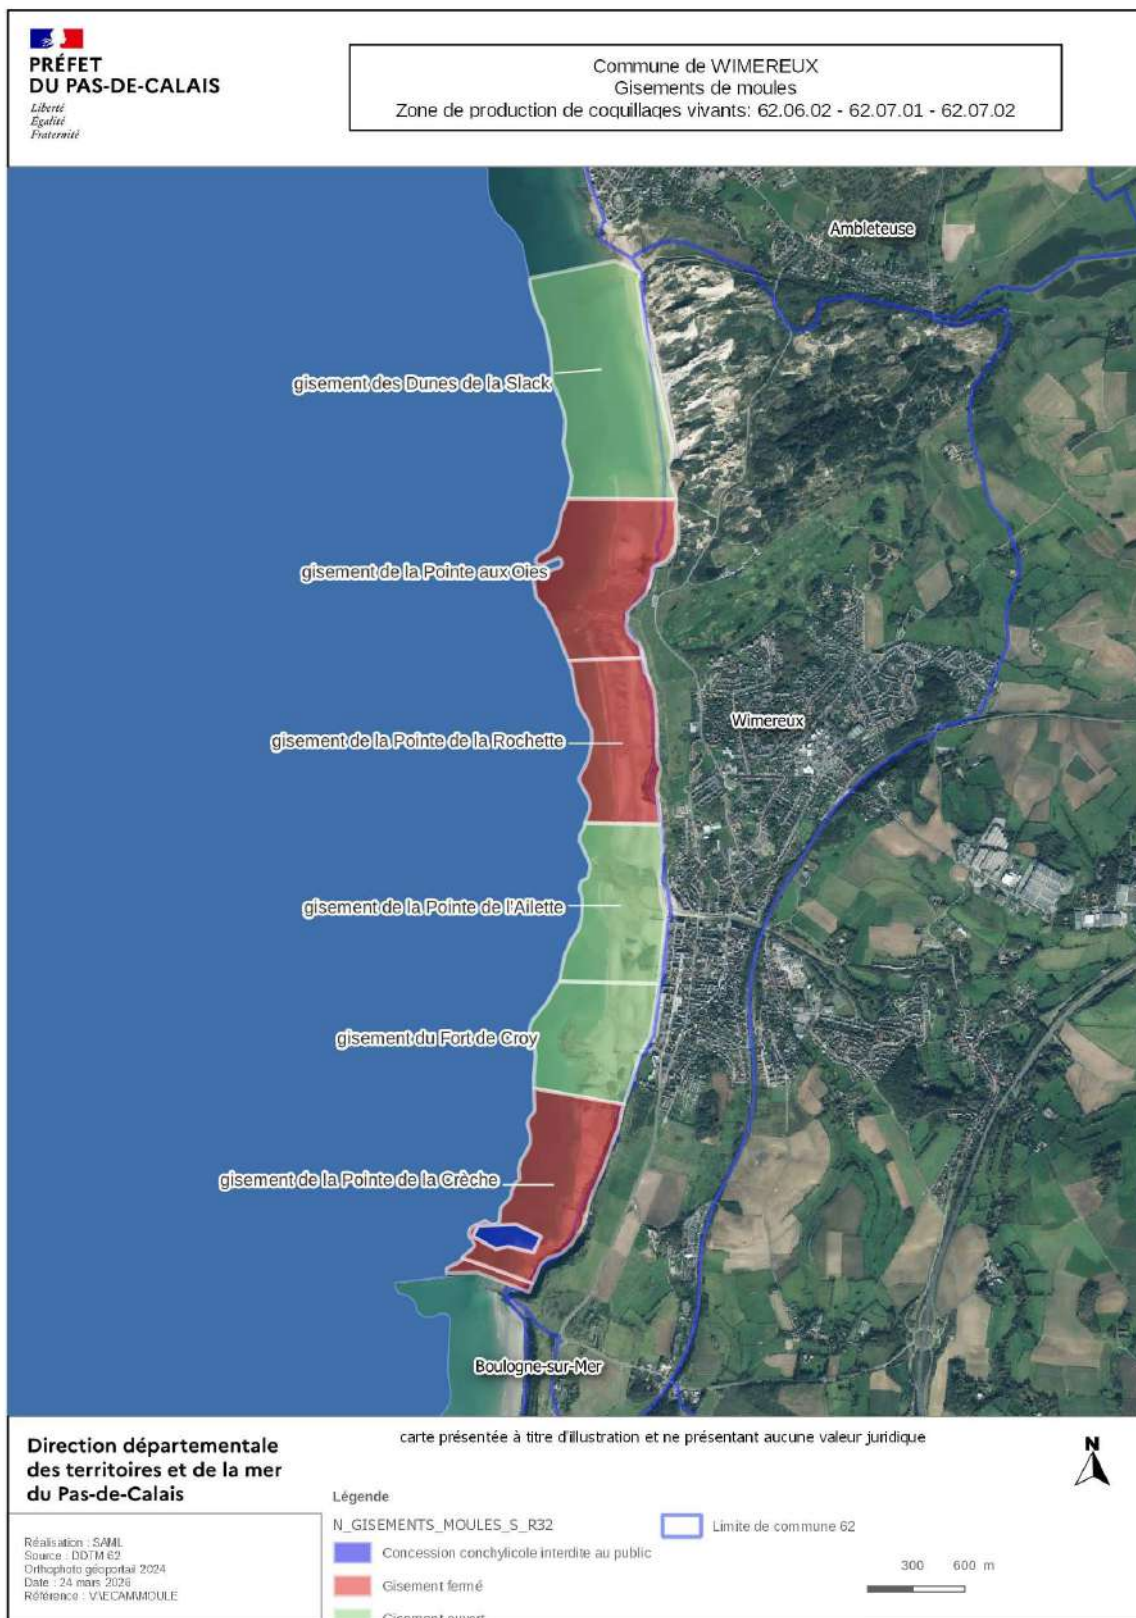 PRÉFET
DU PAS-DE-CALAIS
Liberté
Égalité
Fraternité
Commune de WIMEREUX
Gisements de moules
Zone de production de coquillages vivants: 62.06.02 - 62.07.01 - 62.07.02
Ambleteuse
gisement des Dunes de la Slack
gisement de la Pointe aux Oies
gisement de la Pointe de la Rochette
Wimereux
gisement de la Pointe de l'Ailette
gisement du Fort de Croy
gisement de la Pointe de la Crèche
Boulogne-sur-Mer
Direction départementale
des territoires et de la mer
du Pas-de-Calais
carte présentée à titre d'illustration et ne présentant aucune valeur juridique
N
Légende
N_GISEMENTS_MOULES_S_R32
Limite de commune 62
Concession conchylicole interdite au public
Gisement fermé
Gisement ouvert
300 600 m
Réalisation : SAML
Source : DDTM 62
Orthophoto géoportail 2024
Date : 24 mars 2026
Référence : V:\ECAM\MOULE